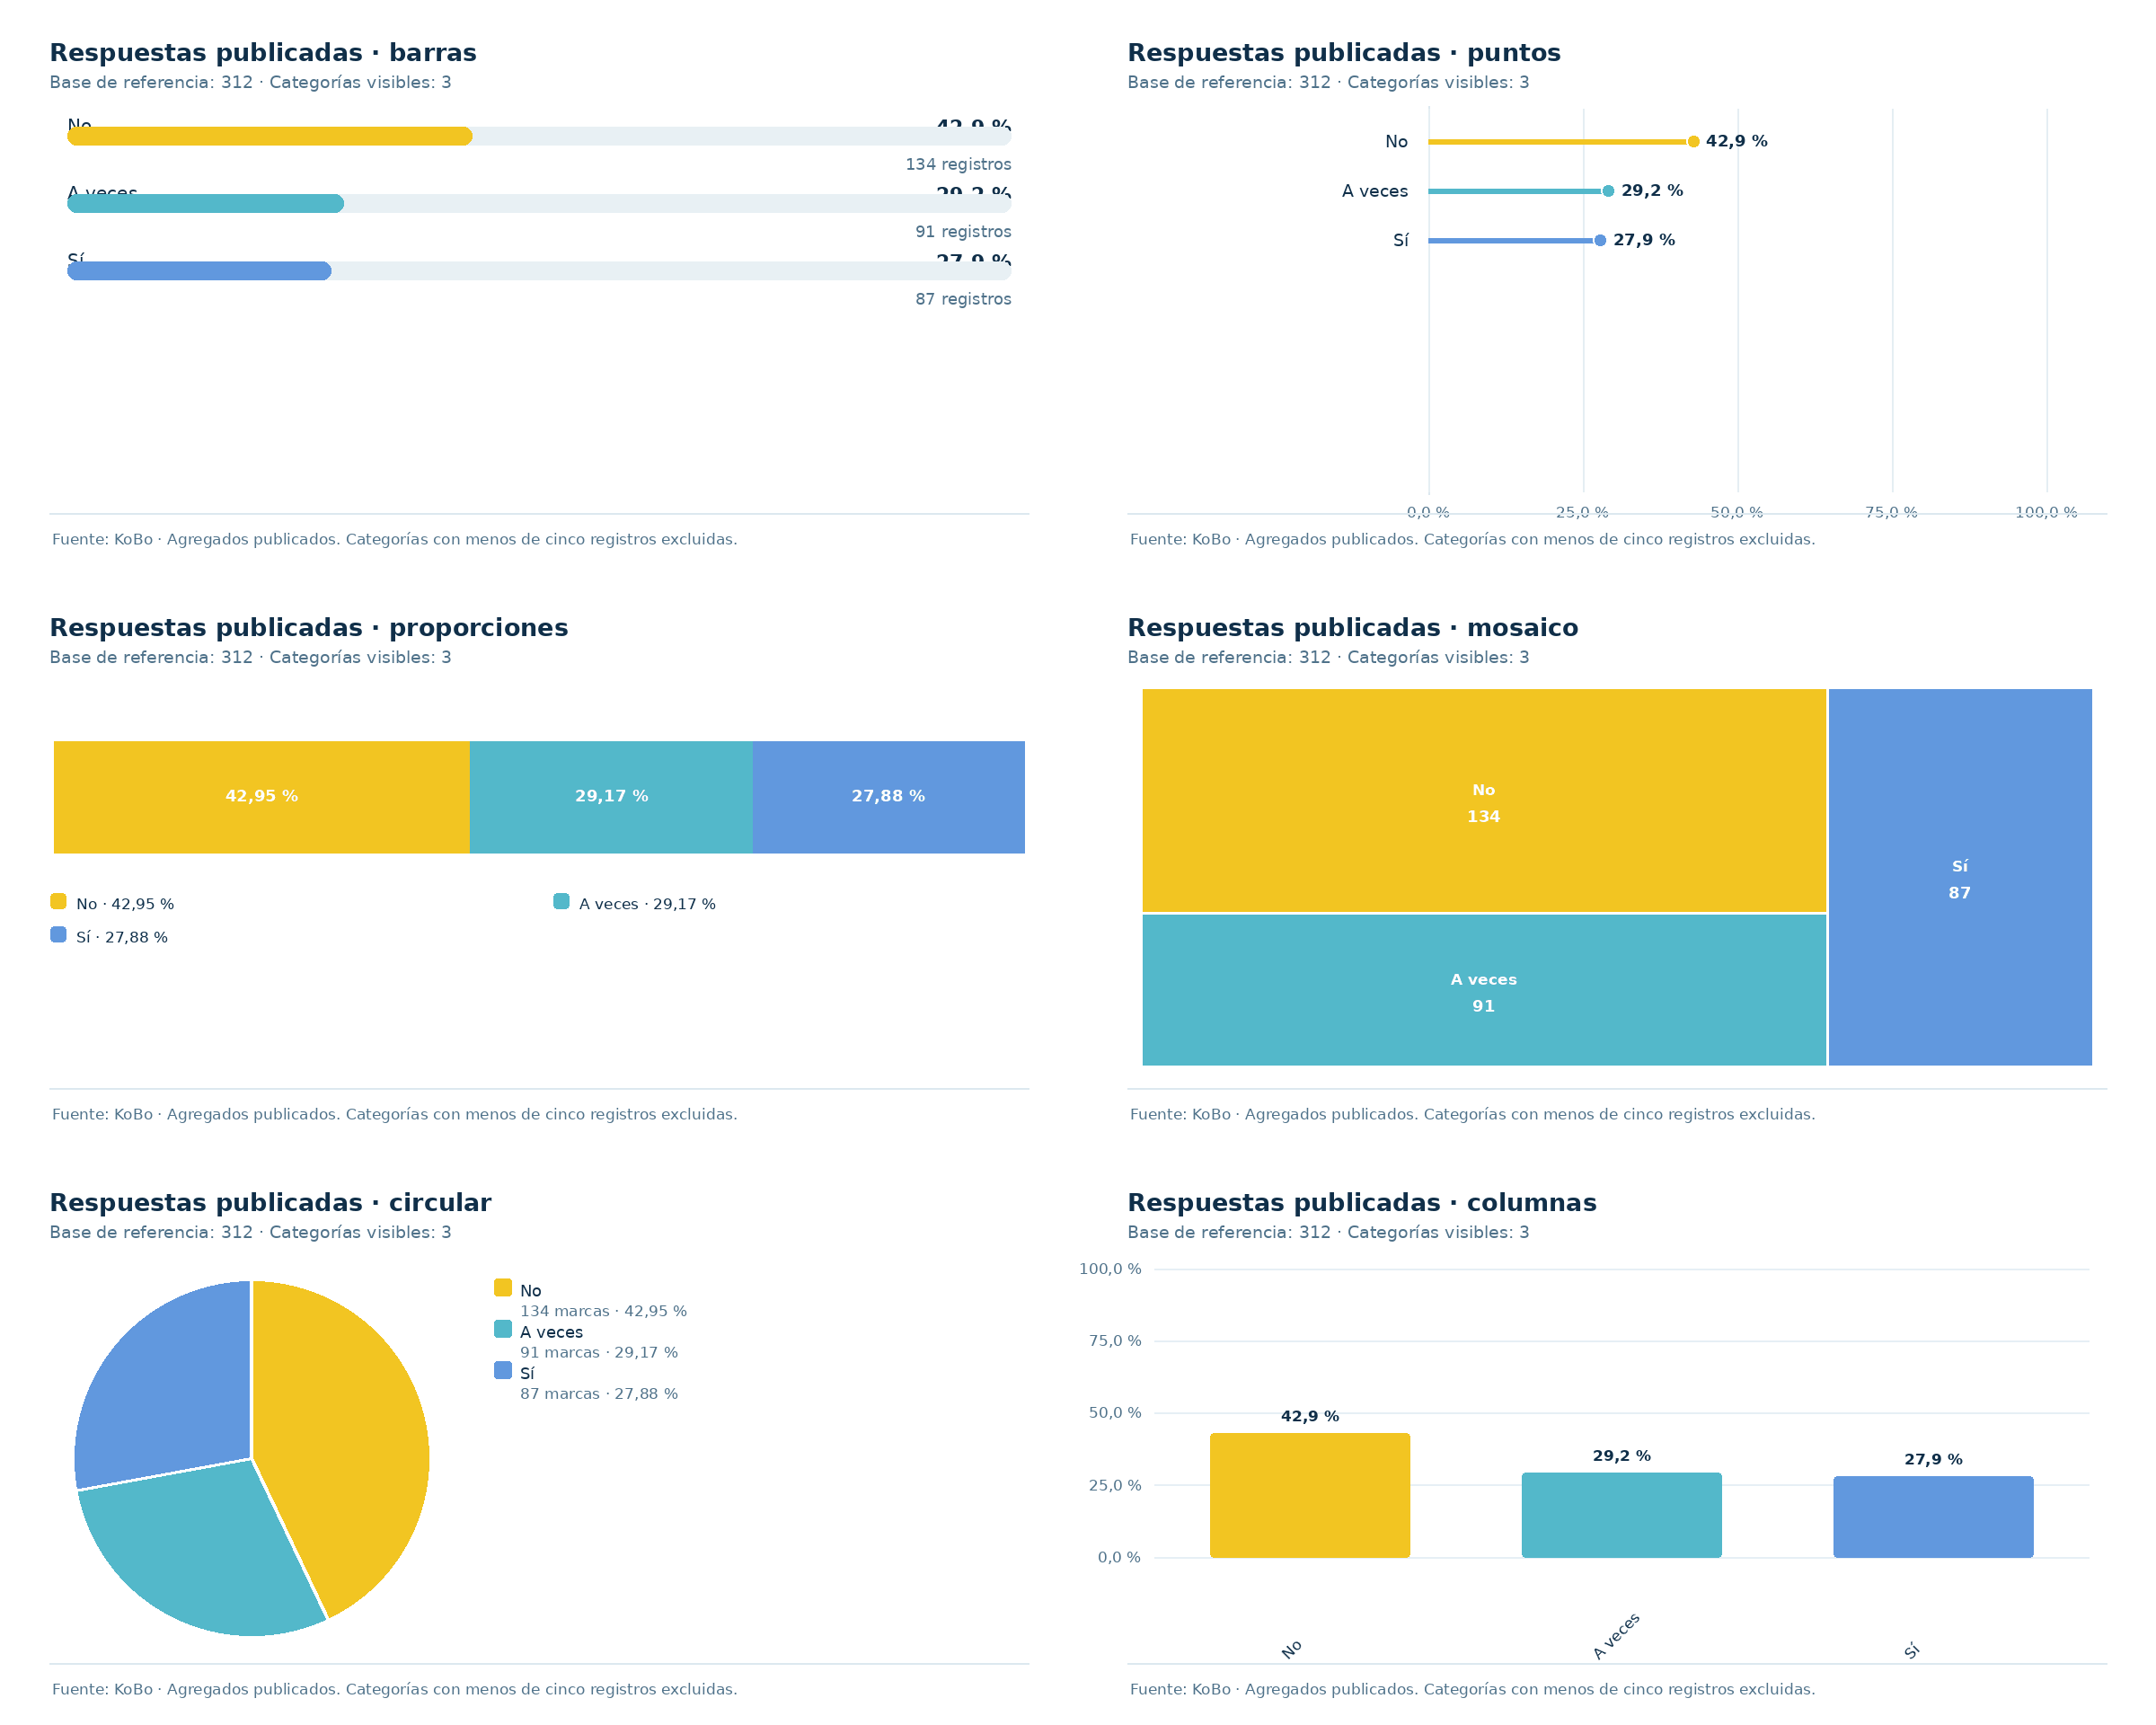 Respuestas publicadas · barras
Base de referencia: 312 · Categorías visibles: 3
No 42,9 %
134 registros
A veces 29,2 %
91 registros
Sí 27,9 %
87 registros
Fuente: KoBo · Agregados publicados. Categorías con menos de cinco registros excluidas.
Respuestas publicadas · puntos
Base de referencia: 312 · Categorías visibles: 3
No 42,9 %
A veces 29,2 %
Sí 27,9 %
0,0 % 25,0 % 50,0 % 75,0 % 100,0 %
Fuente: KoBo · Agregados publicados. Categorías con menos de cinco registros excluidas.
Respuestas publicadas · proporciones
Base de referencia: 312 · Categorías visibles: 3
42,95 % 29,17 % 27,88 %
No · 42,95 % A veces · 29,17 %
Sí · 27,88 %
Fuente: KoBo · Agregados publicados. Categorías con menos de cinco registros excluidas.
Respuestas publicadas · mosaico
Base de referencia: 312 · Categorías visibles: 3
No
134
A veces
91
Sí
87
Fuente: KoBo · Agregados publicados. Categorías con menos de cinco registros excluidas.
Respuestas publicadas · circular
Base de referencia: 312 · Categorías visibles: 3
No
134 marcas · 42,95 %
A veces
91 marcas · 29,17 %
Sí
87 marcas · 27,88 %
Fuente: KoBo · Agregados publicados. Categorías con menos de cinco registros excluidas.
Respuestas publicadas · columnas
Base de referencia: 312 · Categorías visibles: 3
100,0 %
75,0 %
50,0 %
25,0 %
0,0 %
42,9 % 29,2 % 27,9 %
No A veces Sí
Fuente: KoBo · Agregados publicados. Categorías con menos de cinco registros excluidas.